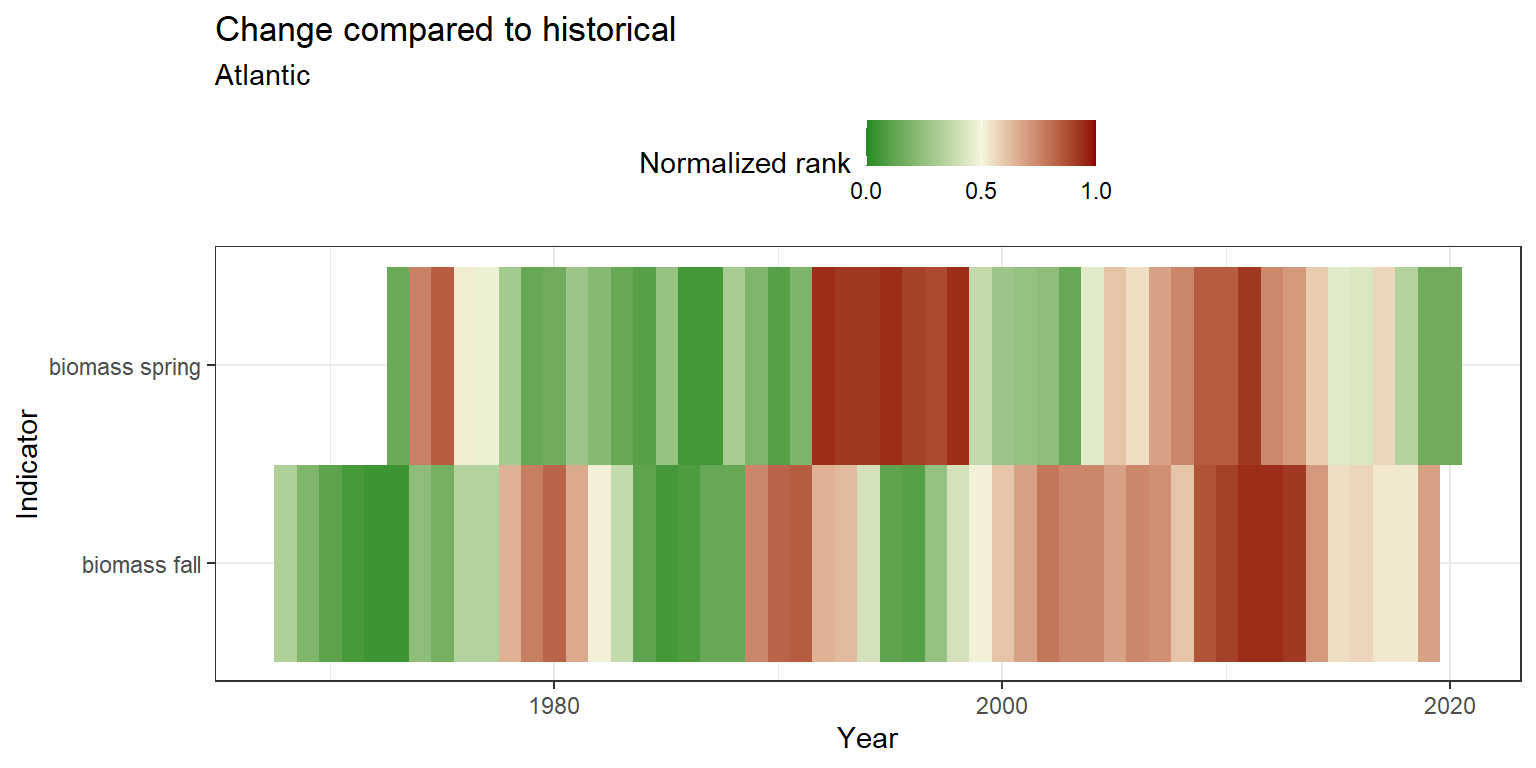 Change compared to historical
Atlantic
Normalized rank
0.0 0.5 1.0
biomass spring
biomass fall
Indicator
1980 2000 2020
Year